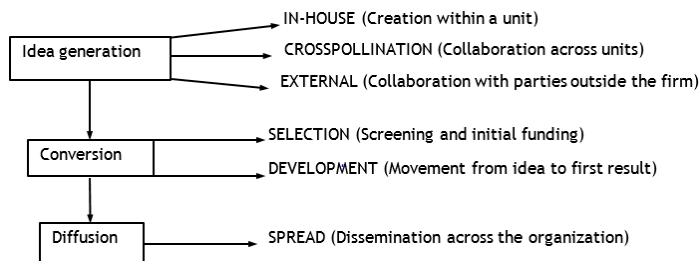 IN-HOUSE (Creation within a unit)
Idea generation
CROSSPOLLINATION (Collaboration across units)
EXTERNAL (Collaboration with parties outside the firm)
SELECTION (Screening and initial funding)
Conversion
DEVELOPMENT (Movement from idea to first result)
Diffusion
SPREAD (Dissemination across the organization)